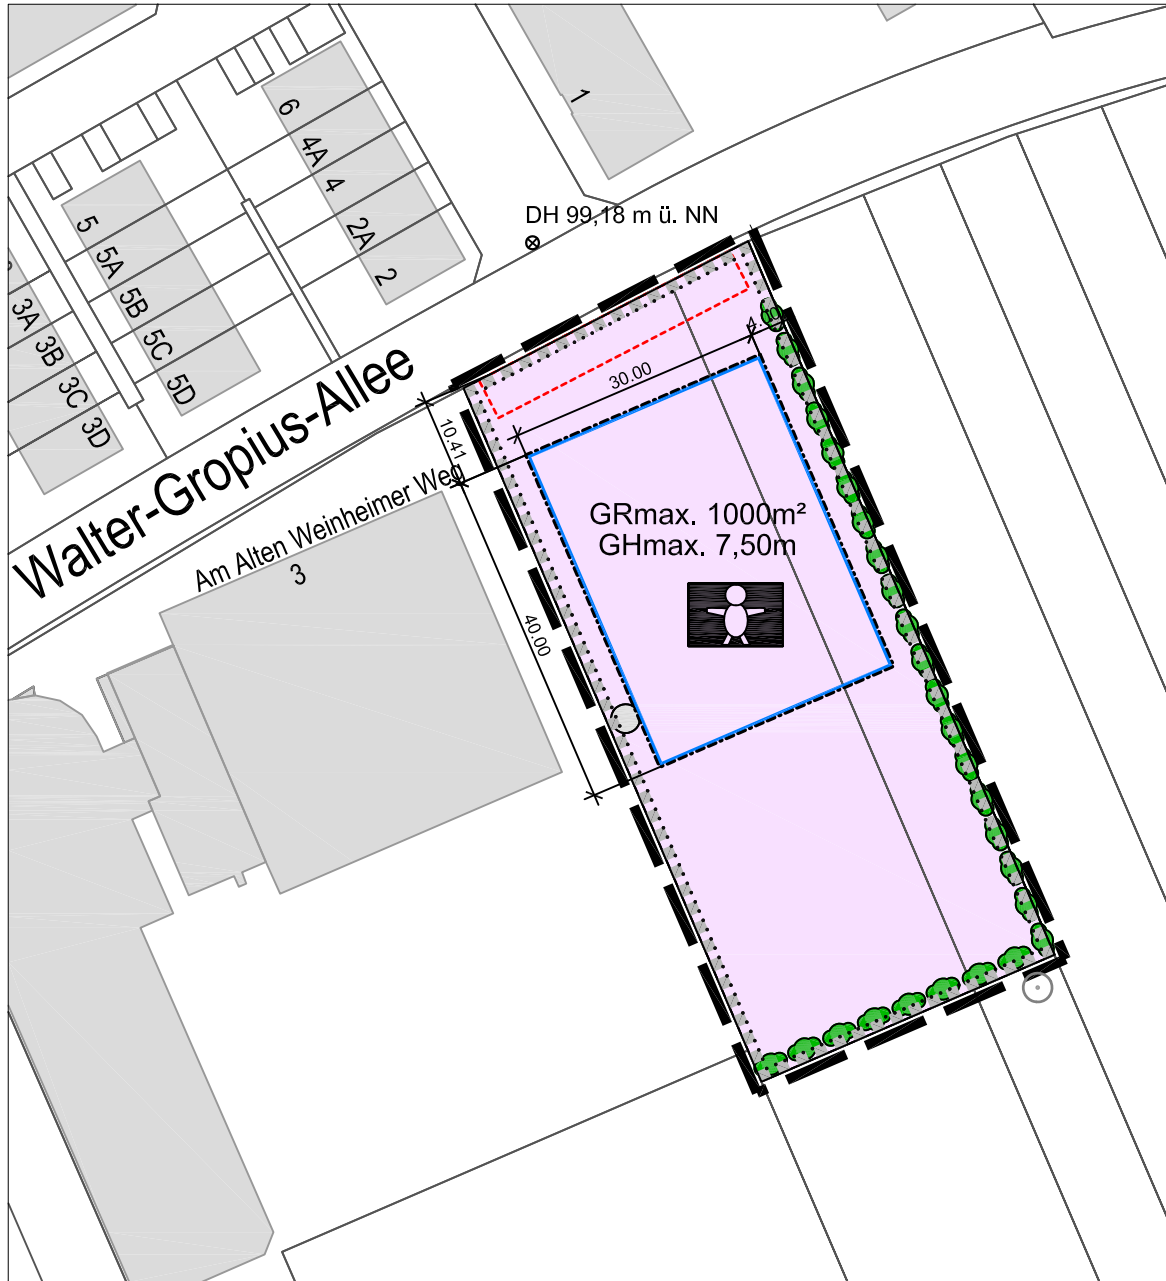 1
6
4A
4
2A
2
5
5A
5B
5C
5D
3A
3B
3C
3D
DH 99,18 m ü. NN
Walter-Gropius-Allee
Am Alten Weinheimer Weg
3
30.00
10.41
40.00
GRmax. 1000m²
GHmax. 7,50m